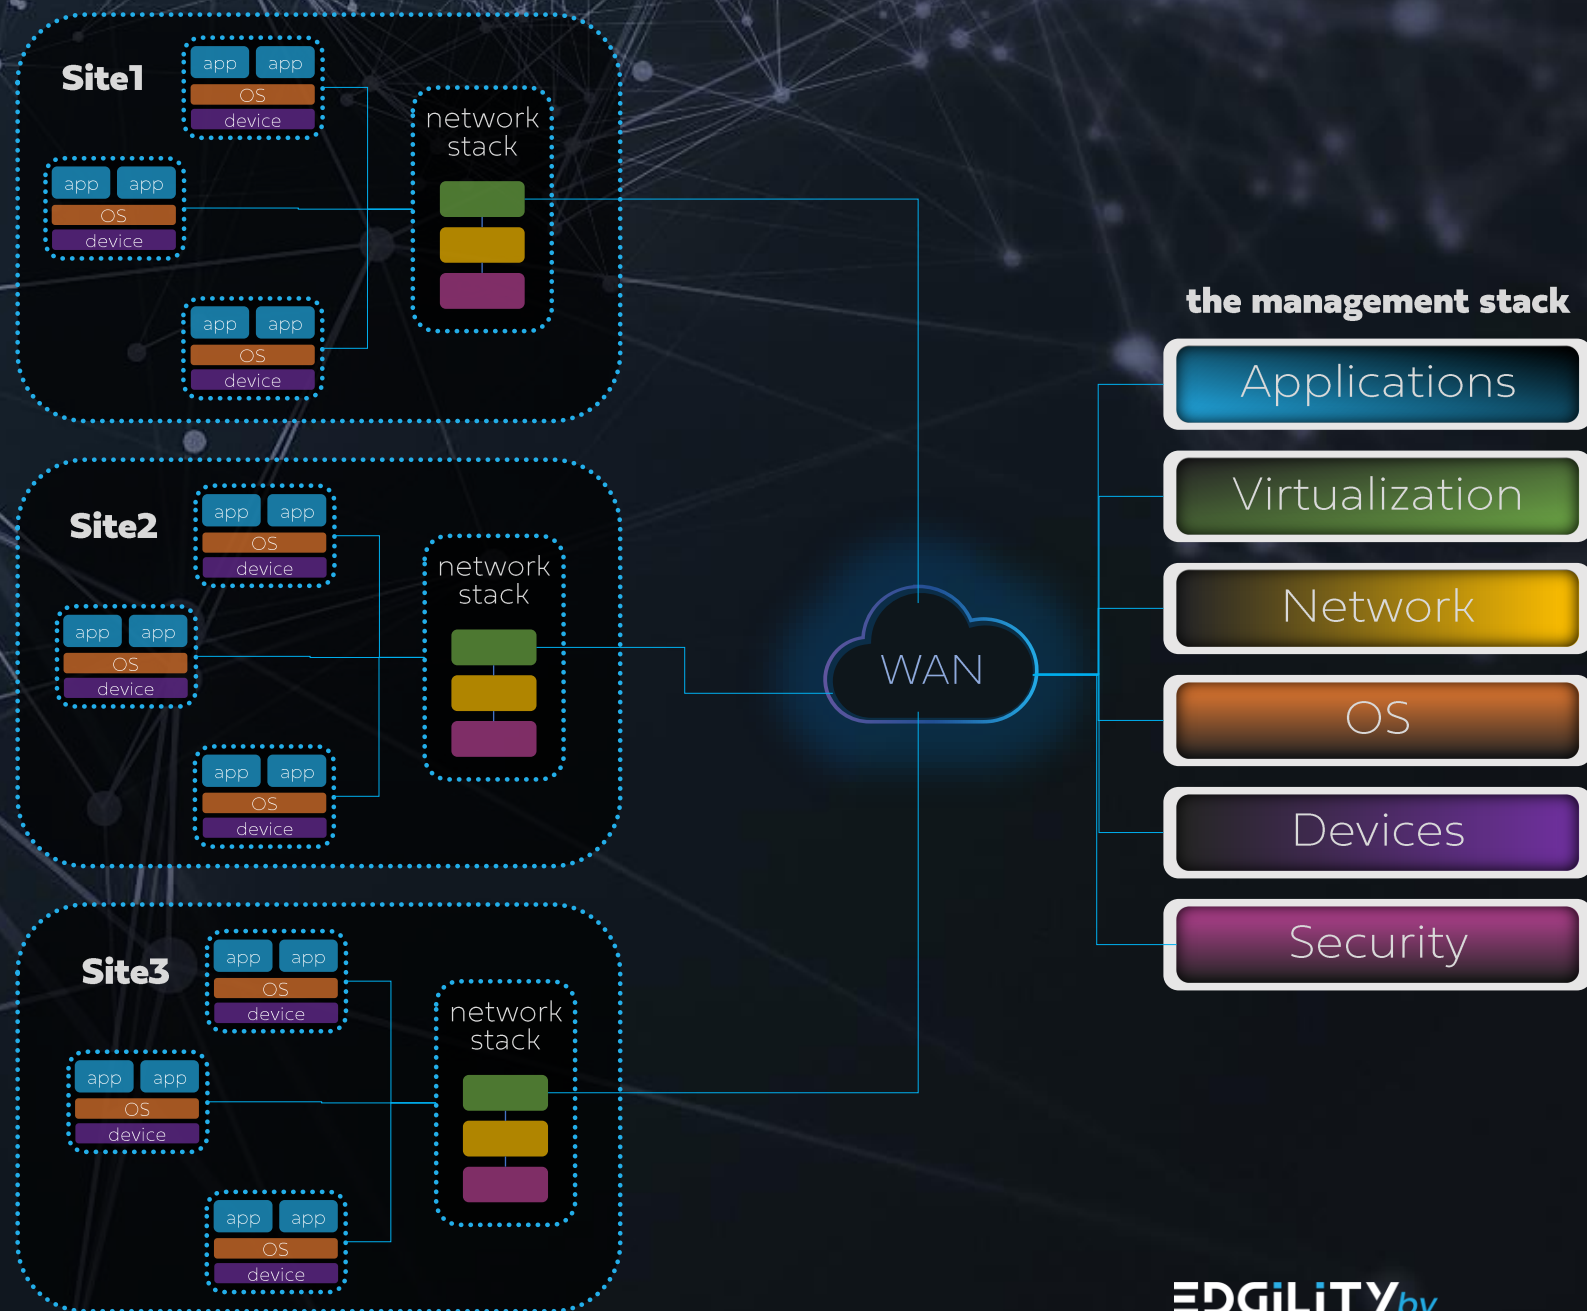 Site1
app app
OS
device
app app
OS
device
app app
OS
device
network
stack
Site2
app app
OS
device
app app
OS
device
app app
OS
device
network
stack
Site3
app app
OS
device
app app
OS
device
app app
OS
device
network
stack
WAN
the management stack
Applications
Virtualization
Network
OS
Devices
Security
EDGiLiTY by